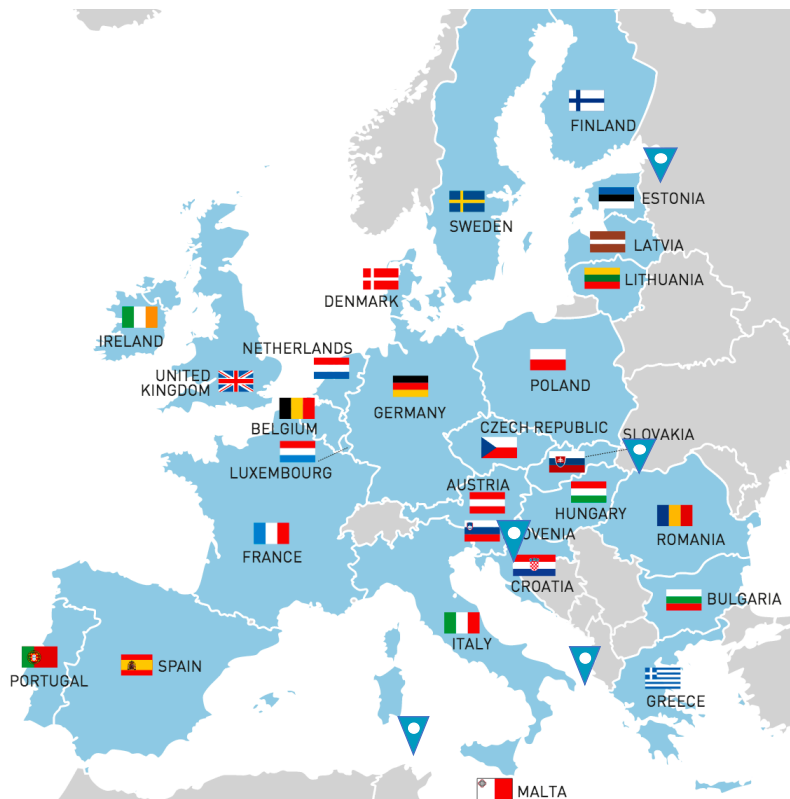 FINLAND
ESTONIA
SWEDEN
LATVIA
LITHUANIA
DENMARK
IRELAND
NETHERLANDS
UNITED
KINGDOM
POLAND
GERMANY
BELGIUM
CZECH REPUBLIC
SLOVAKIA
LUXEMBOURG
AUSTRIA
HUNGARY
FRANCE
OVENIA
ROMANIA
CROATIA
BULGARIA
ITALY
SPAIN
PORTUGAL
GREECE
MALTA